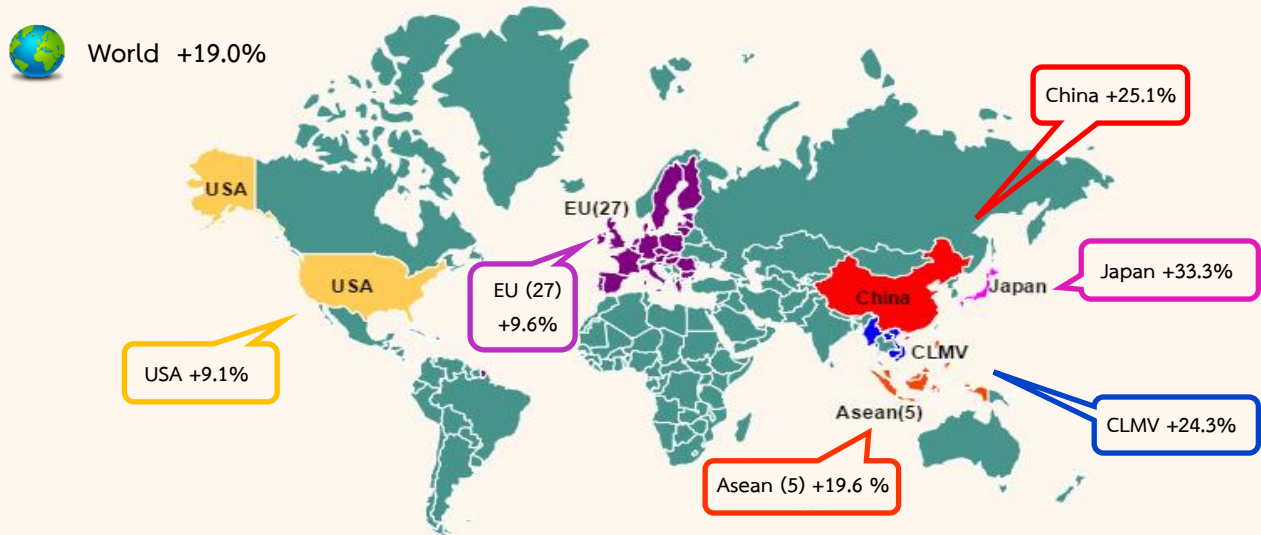 World +19.0%
China +25.1%
USA
EU(27)
Japan +33.3%
EU (27)
+9.6%
USA
China
Japan
CLMV
USA +9.1%
Asean(5)
CLMV +24.3%
Asean (5) +19.6 %